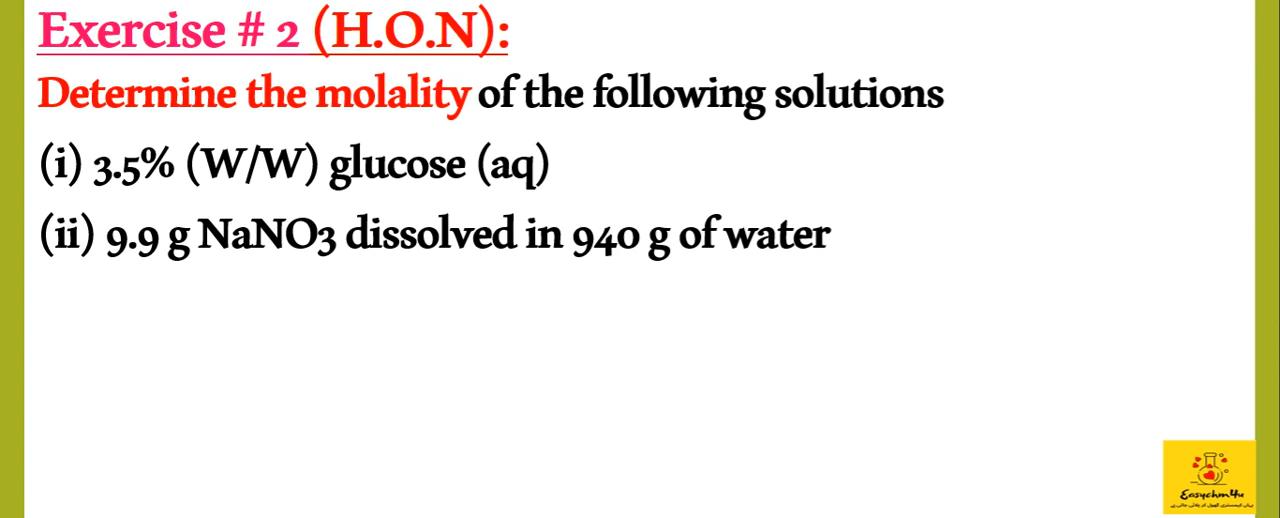 Exercise # 2 (H.O.N):
Determine the molality of the following solutions
(i) 3.5% (W/W) glucose (aq)
(ii) 9.9 g NaNO3 dissolved in 940 g of water
Easychm4u